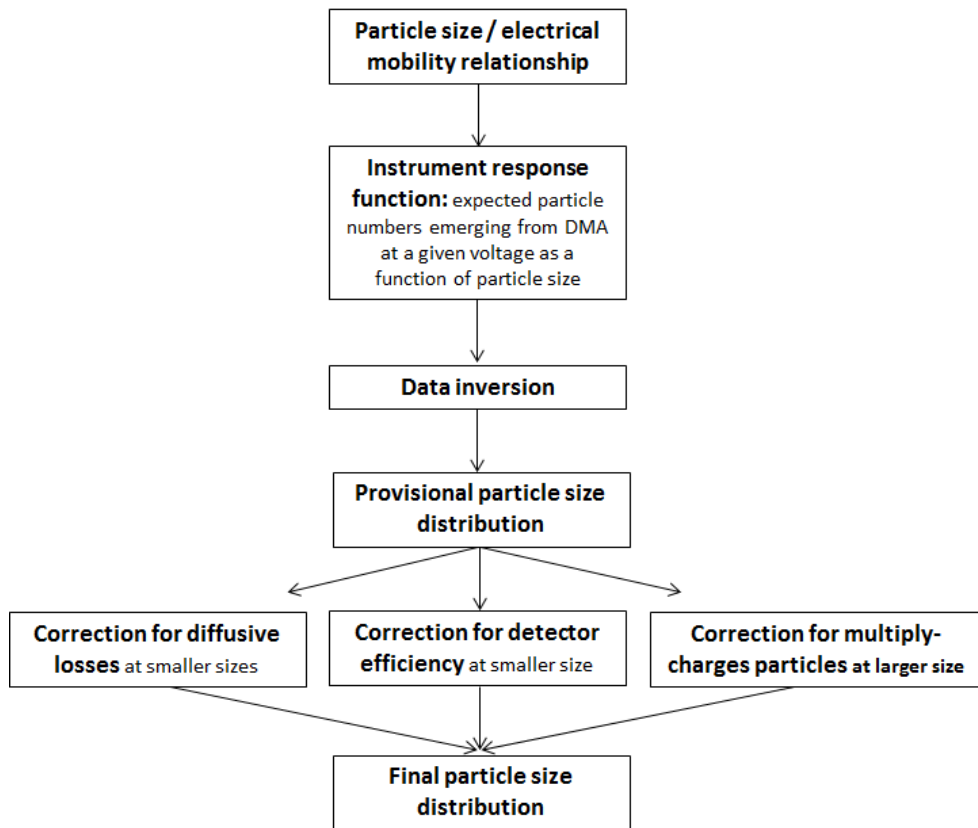 Particle size / electrical
mobility relationship
Instrument response
function: expected particle
numbers emerging from DMA
at a given voltage as a
function of particle size
Data inversion
Provisional particle size
distribution
Correction for diffusive
losses at smaller sizes
Correction for detector
efficiency at smaller size
Correction for multiply-
charges particles at larger size
Final particle size
distribution